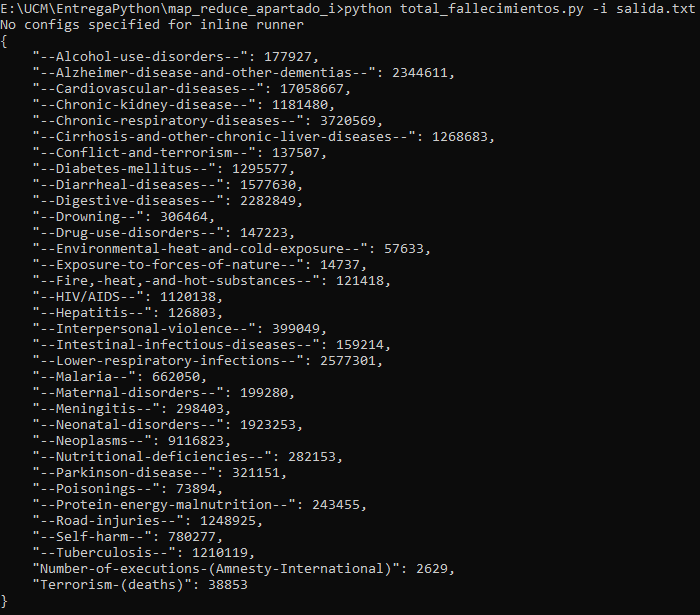 E:\UCM\EntregaPython\map_reduce_apartado_i>python total_fallecimientos.py -i salida.txt
No configs specified for inline runner
{
    "--Alcohol-use-disorders--": 177927,
    "--Alzheimer-disease-and-other-dementias--": 2344611,
    "--Cardiovascular-diseases--": 17058667,
    "--Chronic-kidney-disease--": 1181480,
    "--Chronic-respiratory-diseases--": 3720569,
    "--Cirrhosis-and-other-chronic-liver-diseases--": 1268683,
    "--Conflict-and-terrorism--": 137507,
    "--Diabetes-mellitus--": 1295577,
    "--Diarrheal-diseases--": 1577630,
    "--Digestive-diseases--": 2282849,
    "--Drowning--": 306464,
    "--Drug-use-disorders--": 147223,
    "--Environmental-heat-and-cold-exposure--": 57633,
    "--Exposure-to-forces-of-nature--": 14737,
    "--Fire,-heat,-and-hot-substances--": 121418,
    "--HIV/AIDS--": 1120138,
    "--Hepatitis--": 126803,
    "--Interpersonal-violence--": 399049,
    "--Intestinal-infectious-diseases--": 159214,
    "--Lower-respiratory-infections--": 2577301,
    "--Malaria--": 662050,
    "--Maternal-disorders--": 199280,
    "--Meningitis--": 298403,
    "--Neonatal-disorders--": 1923253,
    "--Neoplasms--": 9116823,
    "--Nutritional-deficiencies--": 282153,
    "--Parkinson-disease--": 321151,
    "--Poisonings--": 73894,
    "--Protein-energy-malnutrition--": 243455,
    "--Road-injuries--": 1248925,
    "--Self-harm--": 780277,
    "--Tuberculosis--": 1210119,
    "Number-of-executions-(Amnesty-International)": 2629,
    "Terrorism-(deaths)": 38853
}